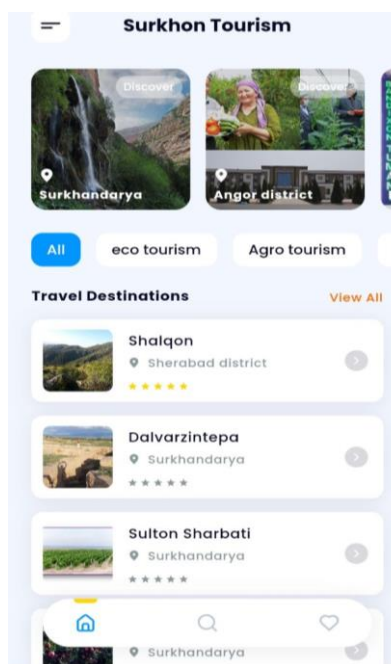 Surkhon Tourism
Discover
Discover
Surkhandarya
Angor district
All
eco tourism
Agro tourism
Travel Destinations
View All
Shalqon
Sherabad district
Dalvarzintepa
Surkhandarya
Sulton Sharbati
Surkhandarya
Surkhandarya